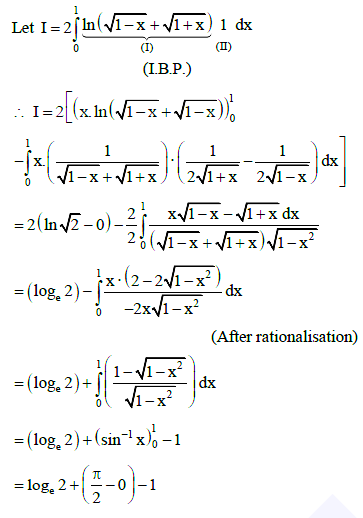 Let I = 2∫₀¹ ln(√(1−x) + √(1+x)) 1 dx
(I) (II)
(I.B.P.)
∴ I = 2[(x.ln(√(1−x) + √(1−x)))₀¹
−∫₀¹ x.(1/(√(1−x) + √(1+x))).(1/(2√(1+x)) − 1/(2√(1−x))) dx]
= 2(ln√2 − 0) − 2/2 ∫₀¹ (x√(1−x) − √(1+x) dx)/((√(1−x) + √(1+x))√(1−x²))
= (logₑ 2) − ∫₀¹ (x·(2 − 2√(1−x²)))/(−2x√(1−x²)) dx
(After rationalisation)
= (logₑ 2) + ∫₀¹ ((1 − √(1−x²))/√(1−x²)) dx
= (logₑ 2) + (sin⁻¹ x)₀¹ − 1
= logₑ 2 + (π/2 − 0) − 1